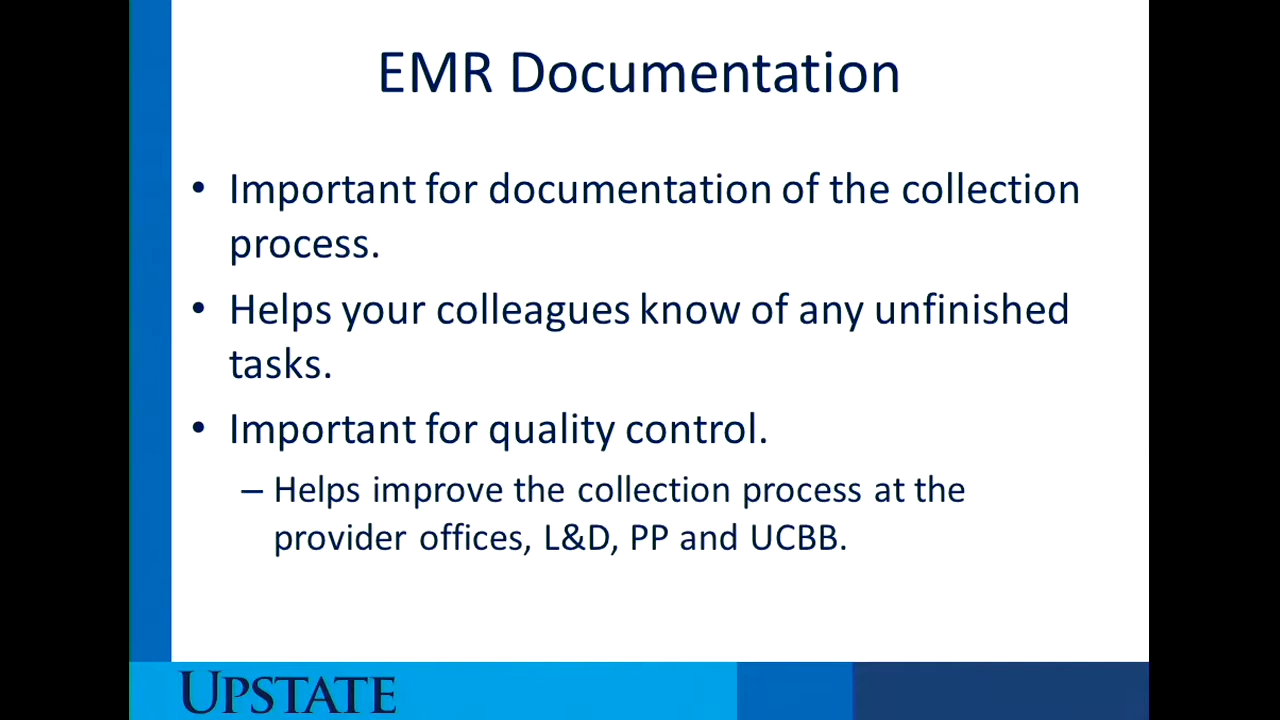 EMR Documentation
• Important for documentation of the collection
process.
• Helps your colleagues know of any unfinished
tasks.
• Important for quality control.
– Helps improve the collection process at the
provider offices, L&D, PP and UCBB.
UPSTATE